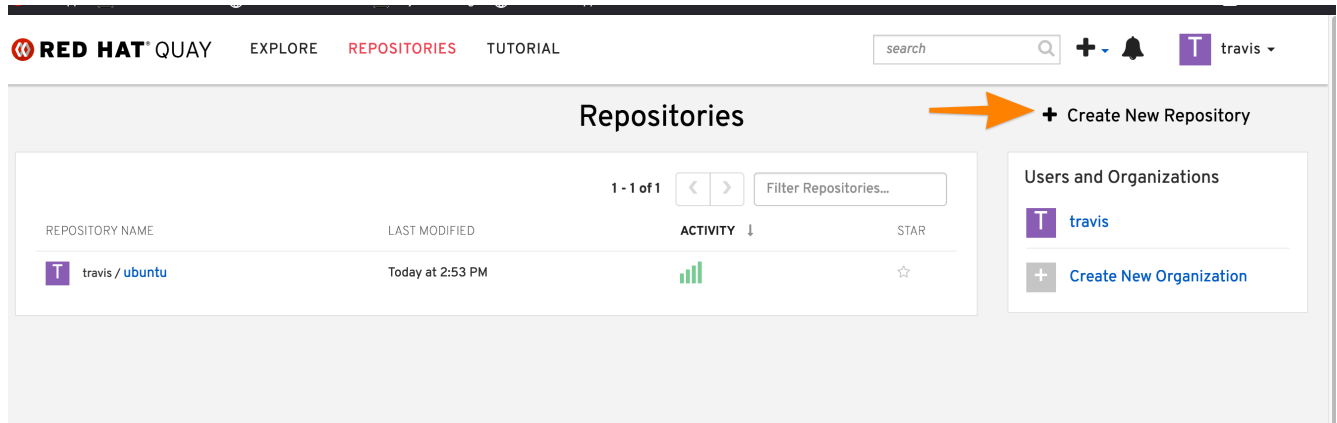 RED HAT® QUAY EXPLORE REPOSITORIES TUTORIAL search T travis
Repositories
Create New Repository
1 - 1 of 1 Filter Repositories...
REPOSITORY NAME LAST MODIFIED ACTIVITY STAR
T travis / ubuntu Today at 2:53 PM
Users and Organizations
T travis
Create New Organization